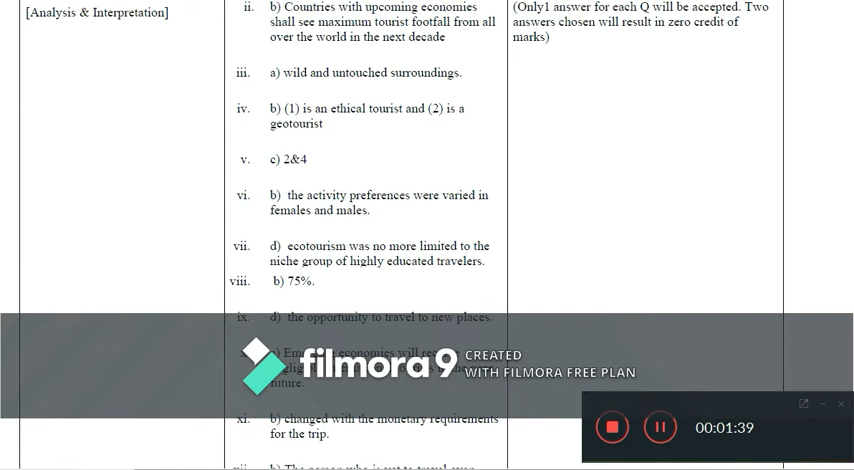 [Analysis & Interpretation]
ii. b) Countries with upcoming economies
shall see maximum tourist footfall from all
over the world in the next decade
(Only1 answer for each Q will be accepted. Two
answers chosen will result in zero credit of
marks)
iii. a) wild and untouched surroundings.
iv. b) (1) is an ethical tourist and (2) is a
geotourist
v. c) 2&4
vi. b) the activity preferences were varied in
females and males.
vii. d) ecotourism was no more limited to the
niche group of highly educated travelers.
viii. b) 75%.
ix. d) the opportunity to travel to new places.
economies will
future.
filmora9 CREATED
WITH FILMORA FREE PLAN
xi. b) changed with the monetary requirements
for the trip.
00:01:39